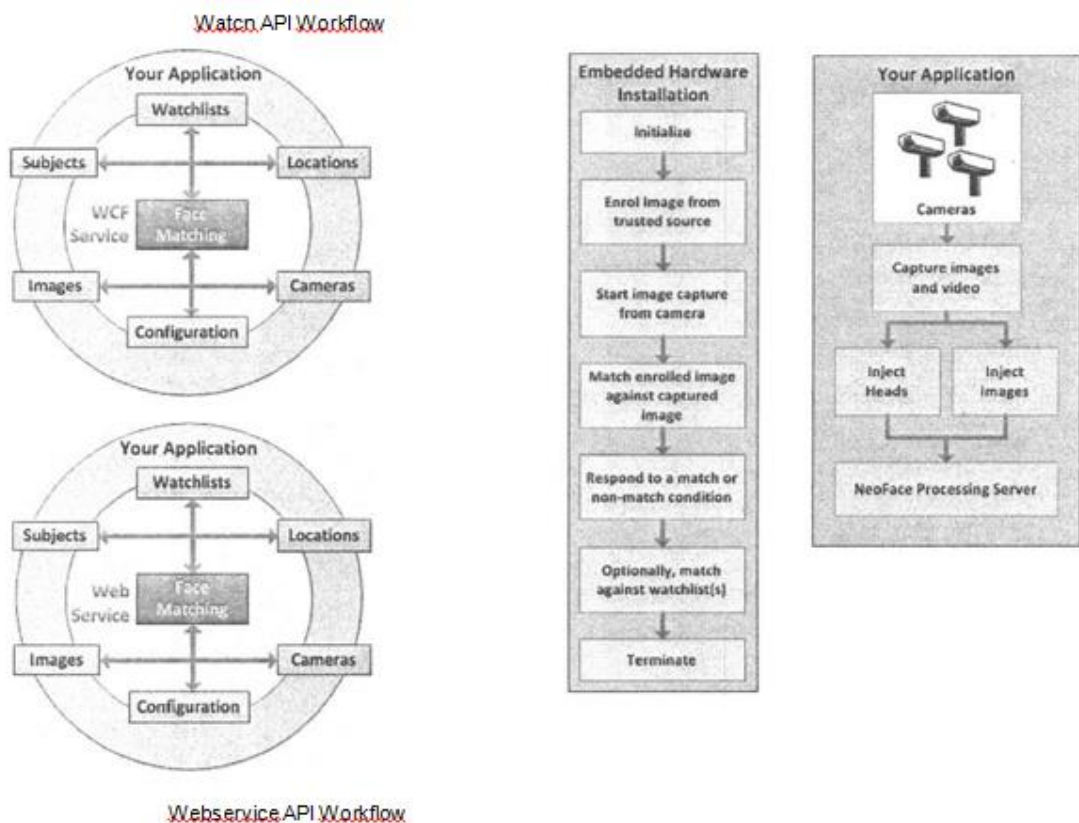 Watcn API Workflow
Your Application
Watchlists
Subjects
Locations
WCF
Service
Face
Matching
Images
Cameras
Configuration
Your Application
Watchlists
Subjects
Locations
Web
Service
Face
Matching
Images
Cameras
Configuration
Webservice API Workflow
Embedded Hardware
Installation
Initialize
Enrol image from
trusted source
Start image capture
from camera
Match enrolled image
against captured
image
Respond to a match or
non-match condition
Optionally, match
against watchlist(s)
Terminate
Your Application
Cameras
Capture images
and video
Inject
Heads
Inject
images
NeoFace Processing Server